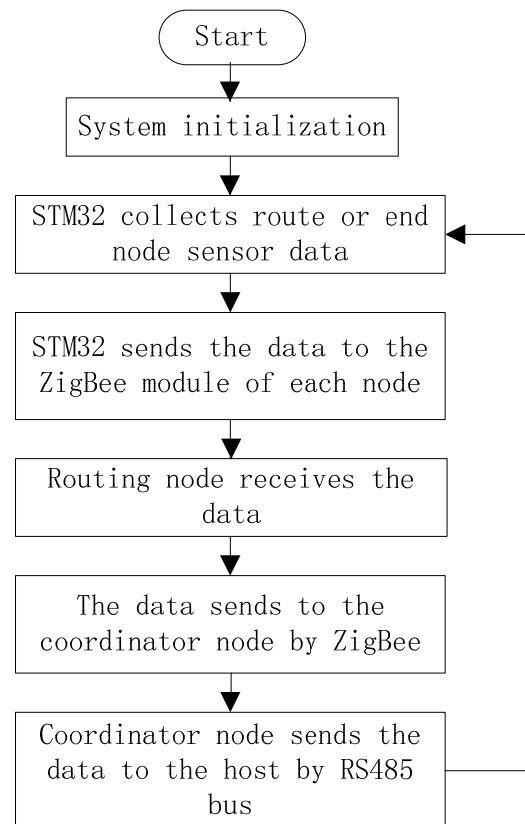 Start
System initialization
STM32 collects route or end
node sensor data
STM32 sends the data to the
ZigBee module of each node
Routing node receives the
data
The data sends to the
coordinator node by ZigBee
Coordinator node sends the
data to the host by RS485
bus